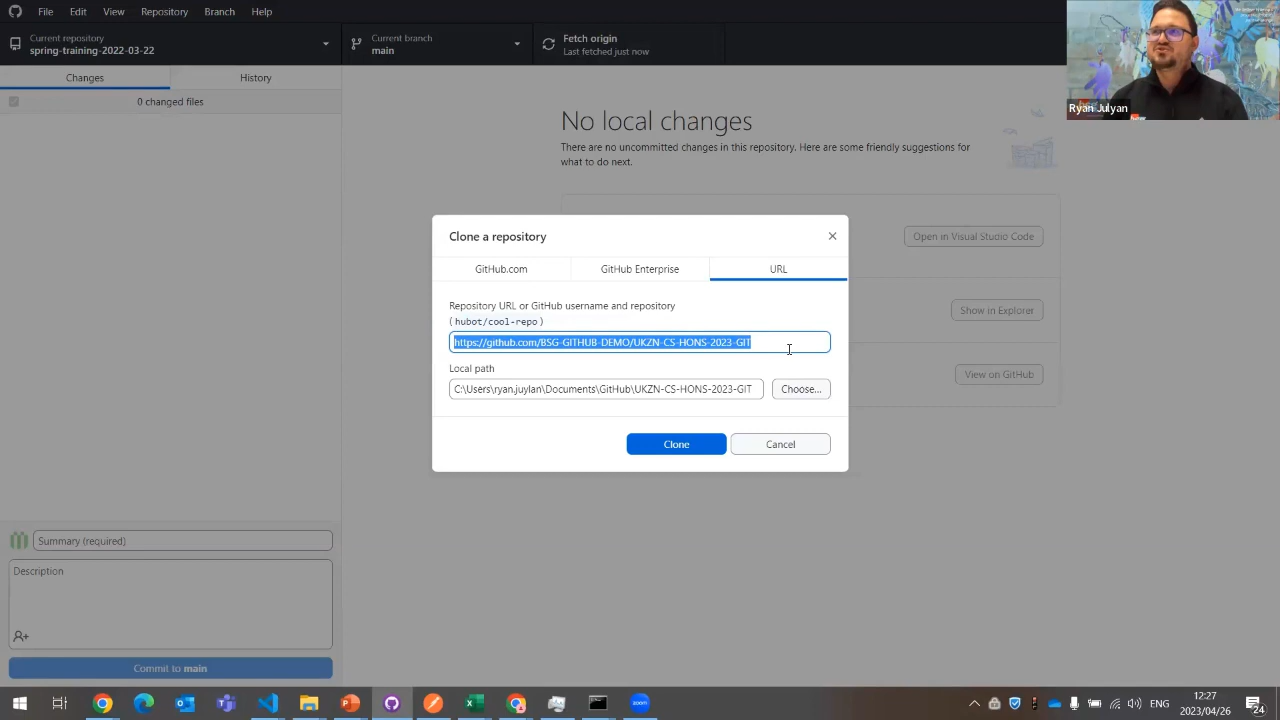 File Edit View Repository Branch Help
Current repository
spring-training-2022-03-22
Current branch
main
Fetch origin
Last fetched just now
Ryan Julyan
Changes
History
0 changed files
No local changes
There are no uncommitted changes in this repository. Here are some friendly suggestions for
what to do next.
Open in Visual Studio Code
Show in Explorer
View on GitHub
Clone a repository
GitHub.com
GitHub Enterprise
URL
Repository URL or GitHub username and repository
(hubot/cool-repo)
https://github.com/BSG-GITHUB-DEMO/UKZN-CS-HONS-2023-GIT
Local path
C:\Users\ryan.juylan\Documents\GitHub\UKZN-CS-HONS-2023-GIT
Choose...
Clone
Cancel
Summary (required)
Description
Commit to main
zoom
ENG
12:27
2023/04/26
24